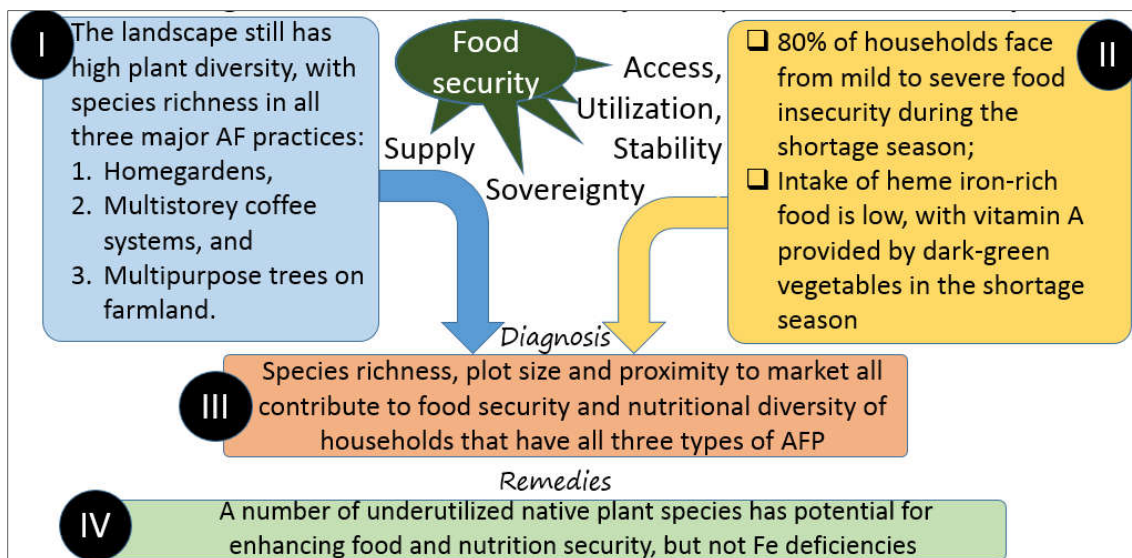 I
The landscape still has
high plant diversity, with
species richness in all
three major AF practices:
1. Homegardens,
2. Multistorey coffee
systems, and
3. Multipurpose trees on
farmland.
Food
security
Supply
Sovereignty
Access,
Utilization,
Stability
II
80% of households face
from mild to severe food
insecurity during the
shortage season;
Intake of heme iron-rich
food is low, with vitamin A
provided by dark-green
vegetables in the shortage
season
Diagnosis
III
Species richness, plot size and proximity to market all
contribute to food security and nutritional diversity of
households that have all three types of AFP
Remedies
IV
A number of underutilized native plant species has potential for
enhancing food and nutrition security, but not Fe deficiencies